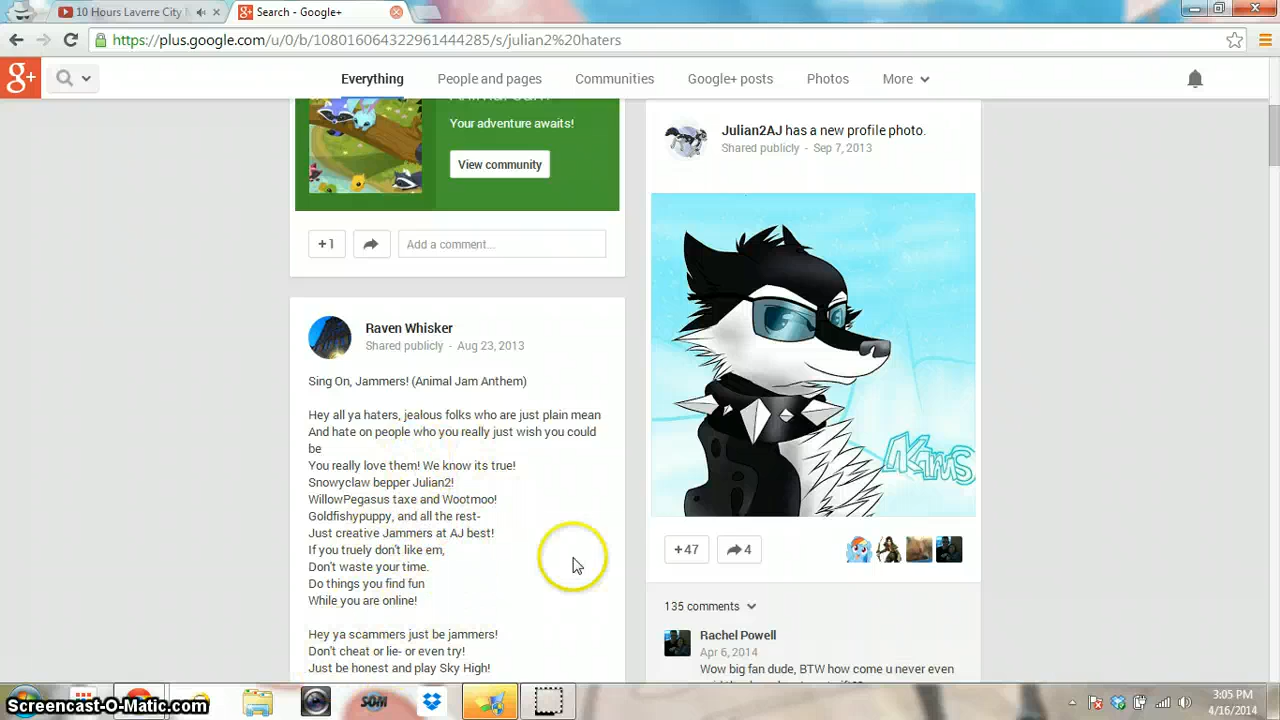 10 Hours Laverre City M
Search - Google+
https://plus.google.com/u/0/b/108016064322961444285/s/julian2%20haters
g+
Everything
People and pages
Communities
Google+ posts
Photos
More
Your adventure awaits!
View community
+1
Add a comment...
Raven Whisker
Shared publicly - Aug 23, 2013
Sing On, Jammers! (Animal Jam Anthem)
Hey all ya haters, jealous folks who are just plain mean
And hate on people who you really just wish you could
be
You really love them! We know its true!
Snowyclaw bepper Julian2!
WillowPegasus taxe and Wootmoo!
Goldfishypuppy, and all the rest-
Just creative Jammers at AJ best!
If you truely don't like em,
Don't waste your time.
Do things you find fun
While you are online!
Hey ya scammers just be jammers!
Don't cheat or lie- or even try!
Just be honest and play Sky High!
Julian2AJ has a new profile photo.
Shared publicly - Sep 7, 2013
+47
4
135 comments
Rachel Powell
Apr 6, 2014
Wow big fan dude, BTW how come u never even
SOM
3:05 PM
4/16/2014
Screencast-O-Matic.com